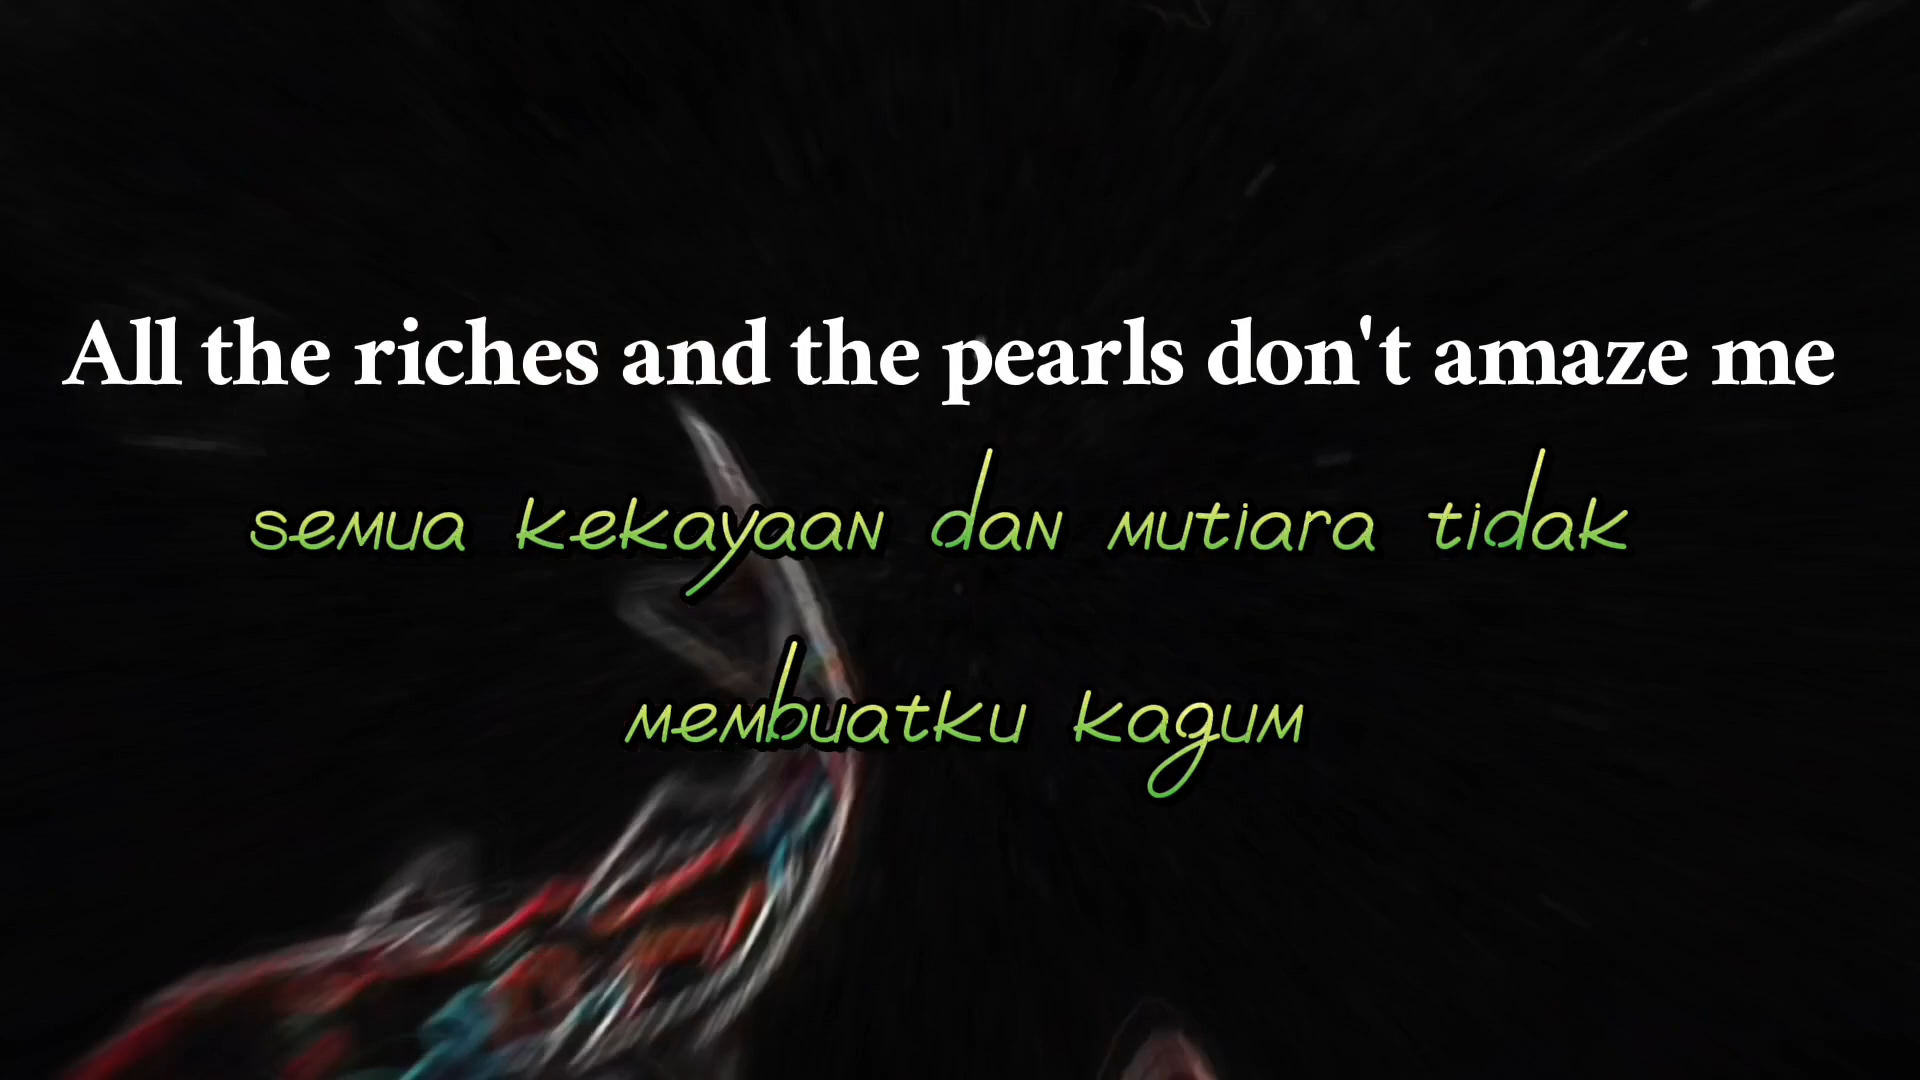 All the riches and the pearls don't amaze me
semua kekayaan dan mutiara tidak
membuatku kagum